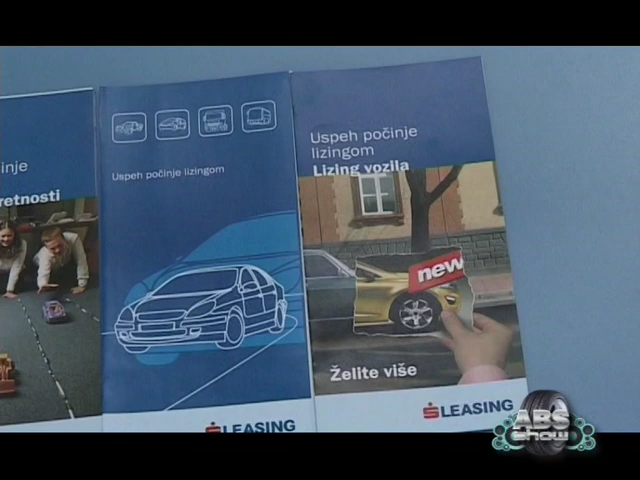 inje
retnosti
Uspeh počinje lizingom
S LEASING
Uspeh počinje
lizingom
Lizing vozila
new
Želite više
S LEASING
ABS
show